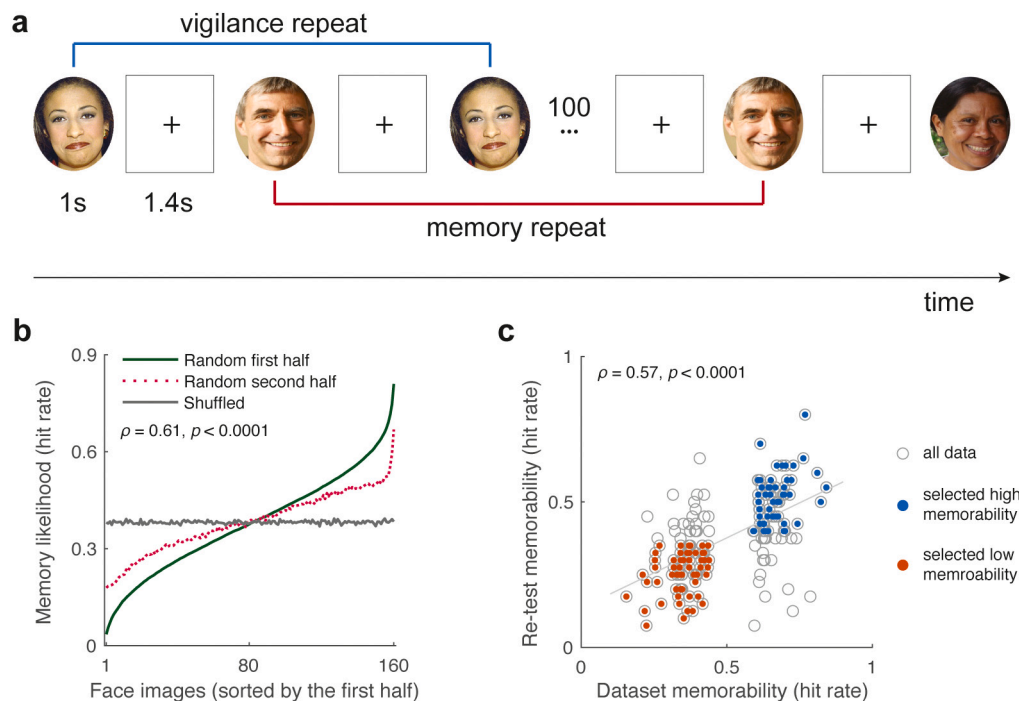 a
vigilance repeat
+
+
100
...
+
+
1s
1.4s
memory repeat
time
b
0.9
0.6
0.3
0
Memory likelihood (hit rate)
Random first half
Random second half
Shuffled
ρ = 0.61, p < 0.0001
1
80
160
Face images (sorted by the first half)
c
1
0.5
0
Re-test memorability (hit rate)
ρ = 0.57, p < 0.0001
0.5
1
Dataset memorability (hit rate)
all data
selected high
memorability
selected low
memroability